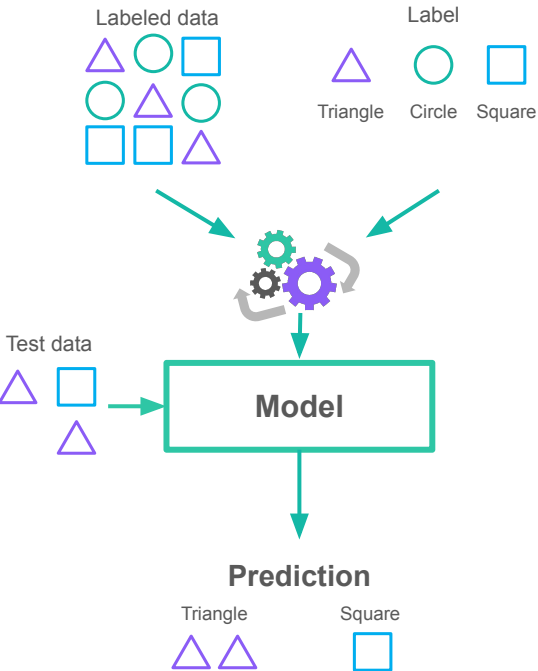 Labeled data
Label
Triangle Circle Square
Test data
Model
Prediction
Triangle Square